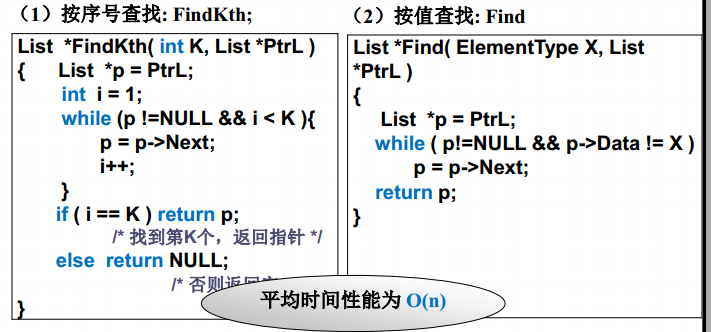 （1）按序号查找: FindKth;
List *FindKth( int K, List *PtrL )
{ List *p = PtrL;
int i = 1;
while (p !=NULL && i < K ){
p = p->Next;
i++;
}
if ( i == K ) return p;
/* 找到第K个，返回指针 */
else return NULL;
/* 否则返回
}
（2）按值查找: Find
List *Find( ElementType X, List
*PtrL )
{
List *p = PtrL;
while ( p!=NULL && p->Data != X )
p = p->Next;
return p;
}
平均时间性能为 O(n)